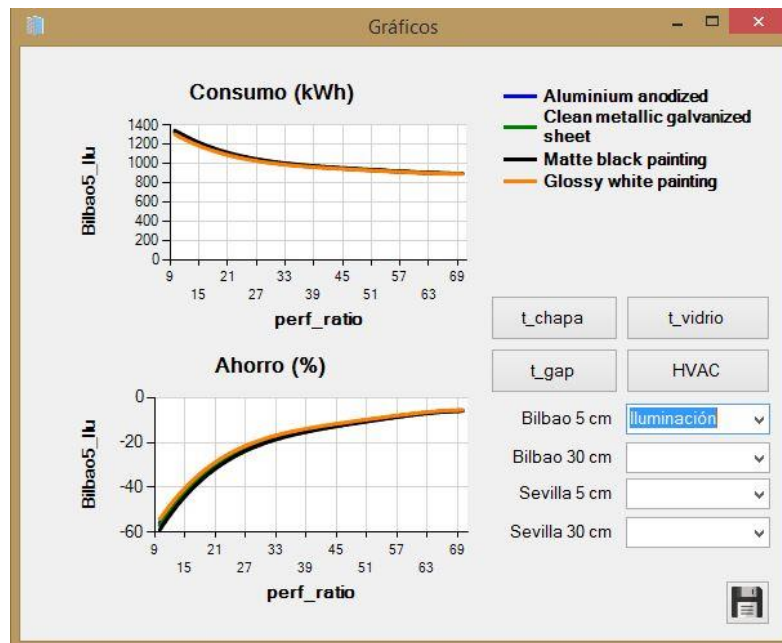 Gráficos
Consumo (kWh)
Bilbao5_Ilu
1400
1200
1000
800
600
400
200
0
9 21 33 45 57 69
15 27 39 51 63
perf_ratio
Aluminium anodized
Clean metallic galvanized
sheet
Matte black painting
Glossy white painting
Ahorro (%)
Bilbao5_Ilu
0
-20
-40
-60
9 21 33 45 57 69
15 27 39 51 63
perf_ratio
t_chapa t_vidrio
t_gap HVAC
Bilbao 5 cm Iluminación
Bilbao 30 cm
Sevilla 5 cm
Sevilla 30 cm